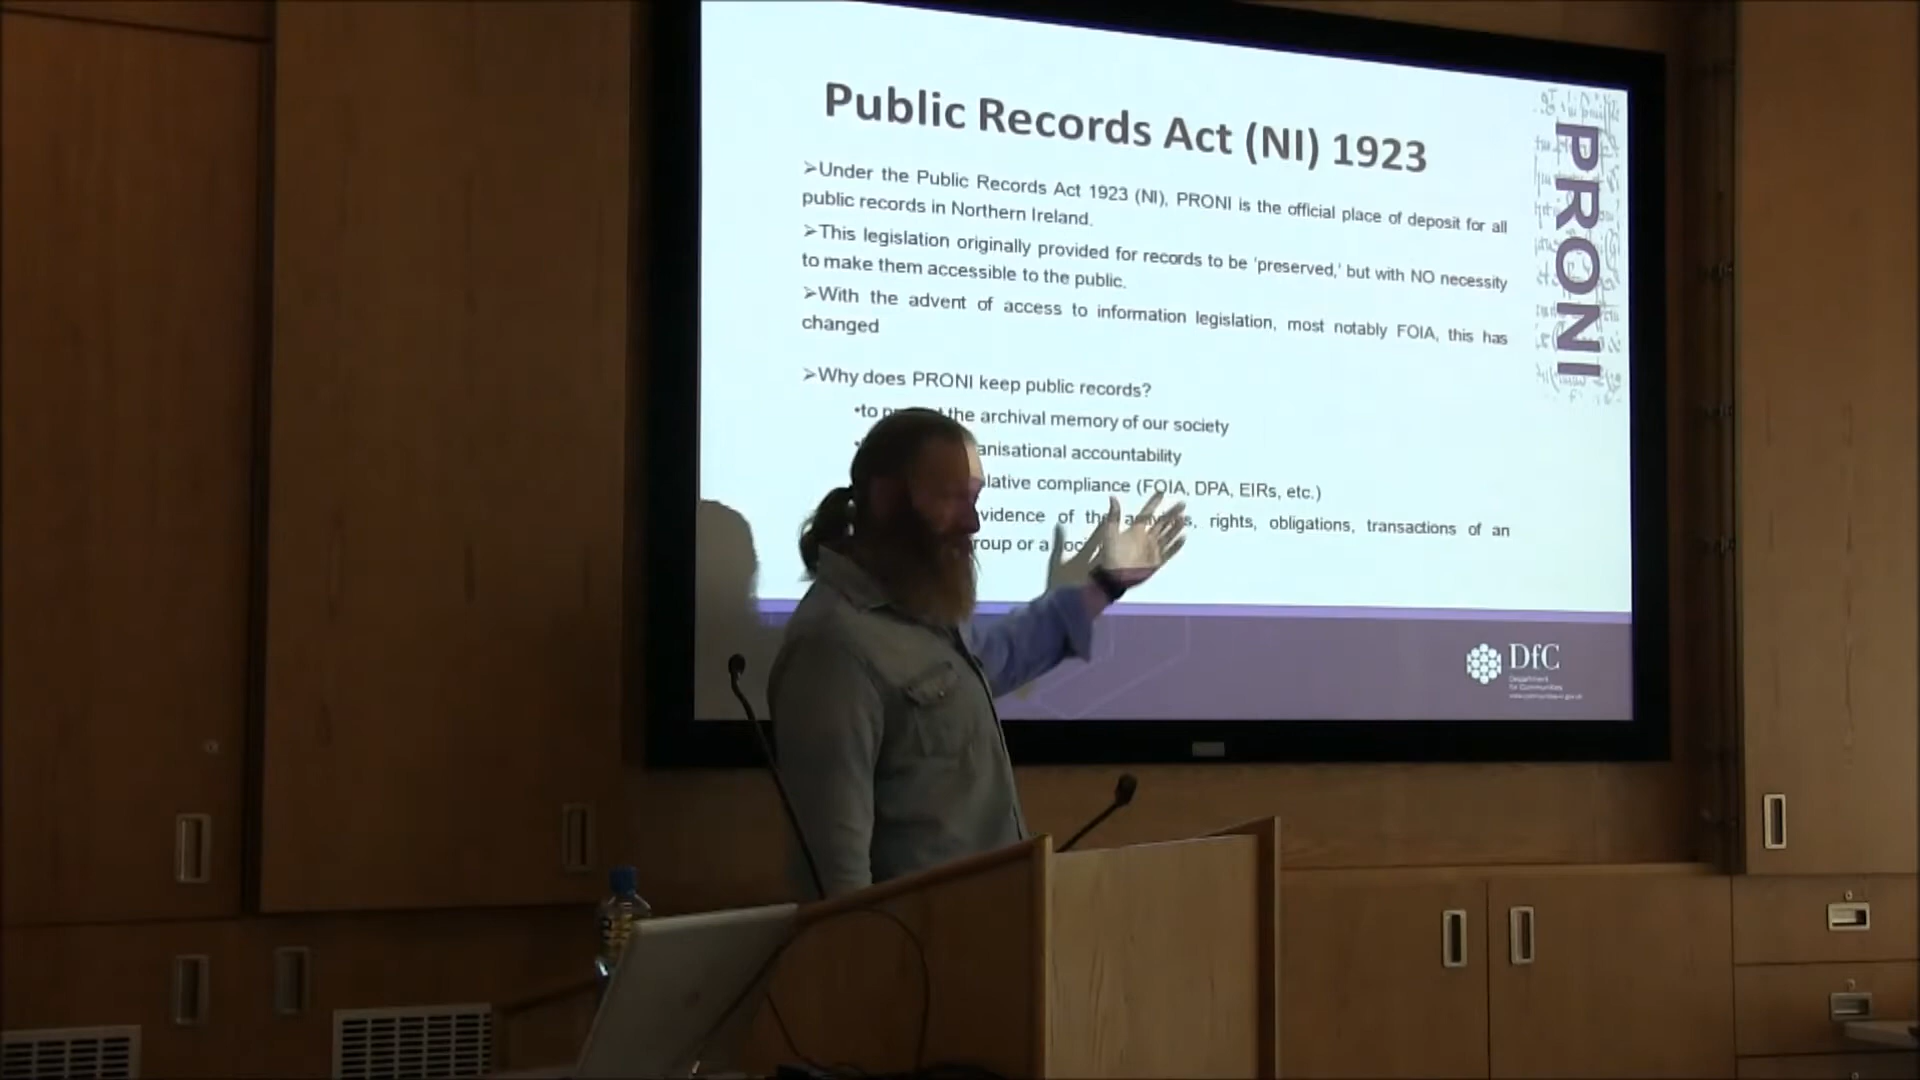 Public Records Act (NI) 1923
➢Under the Public Records Act 1923 (NI), PRONI is the official place of deposit for all
public records in Northern Ireland.
➢This legislation originally provided for records to be 'preserved,' but with NO necessity
to make them accessible to the public.
➢With the advent of access to information legislation, most notably FOIA, this has
changed
➢Why does PRONI keep public records?
•to the archival memory of our society
accountability
compliance (FOIA, DPA, EIRs, etc.)
of rights, obligations, transactions of an
or a
PRONI
DfC
Department
for Communities